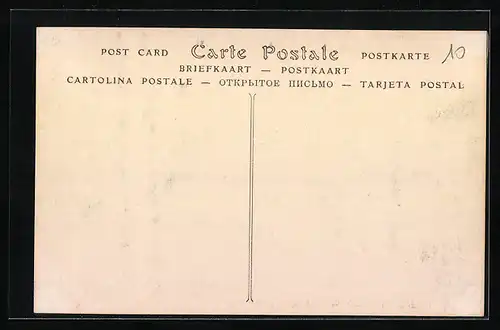 POST CARD Carte Postale POSTKARTE 10
BRIEFKAART — POSTKAART
CARTOLINA POSTALE — ОТКРЫТОЕ ПИСЬМО — TARJETA POSTAL